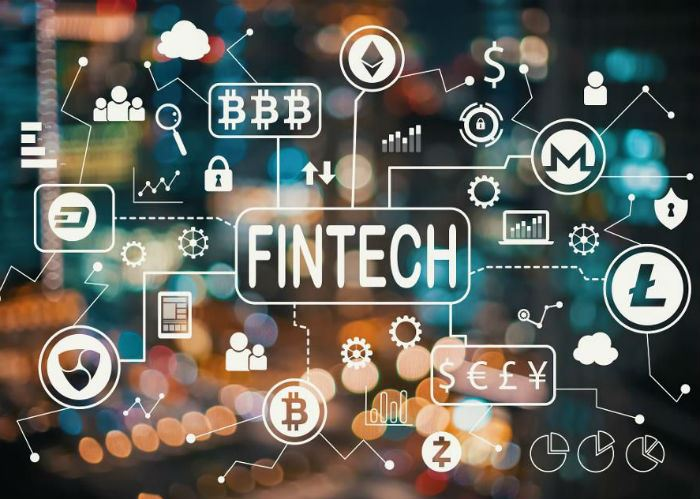 $
₿₿₿
FINTECH
$ € £ ¥
₿